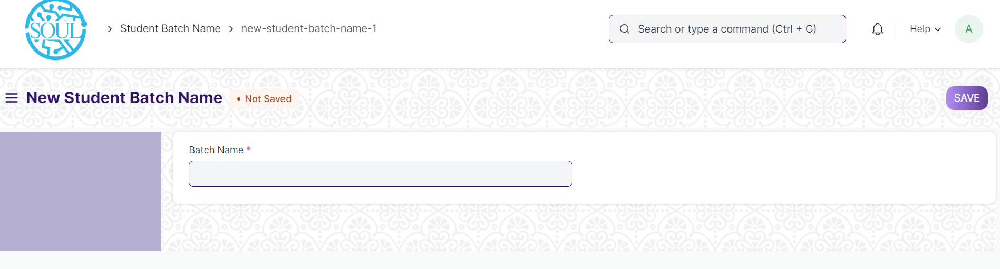 SOUL
Student Batch Name new-student-batch-name-1
Search or type a command (Ctrl + G)
Help
A
New Student Batch Name
• Not Saved
SAVE
Batch Name *